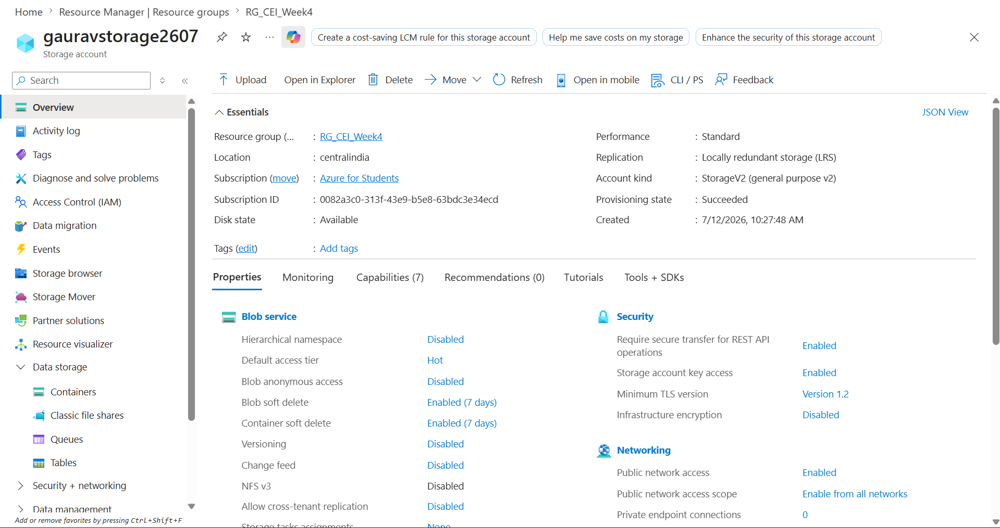 Home > Resource Manager | Resource groups > RG_CEI_Week4
gauravstorage2607
Storage account
Create a cost-saving LCM rule for this storage account
Help me save costs on my storage
Enhance the security of this storage account
Search
Overview
Activity log
Tags
Diagnose and solve problems
Access Control (IAM)
Data migration
Events
Storage browser
Storage Mover
Partner solutions
Resource visualizer
Data storage
Containers
Classic file shares
Queues
Tables
Security + networking
Data management
Add or remove favorites by pressing Ctrl+Shift+F
Upload Open in Explorer Delete Move Refresh Open in mobile CLI / PS Feedback
Essentials
JSON View
Resource group (... : RG_CEI_Week4
Location : centralindia
Subscription (move) : Azure for Students
Subscription ID : 0082a3c0-313f-43e9-b5e8-63bdc3e34ecd
Disk state : Available
Performance : Standard
Replication : Locally redundant storage (LRS)
Account kind : StorageV2 (general purpose v2)
Provisioning state : Succeeded
Created : 7/12/2026, 10:27:48 AM
Tags (edit) : Add tags
Properties Monitoring Capabilities (7) Recommendations (0) Tutorials Tools + SDKs
Blob service
Hierarchical namespace Disabled
Default access tier Hot
Blob anonymous access Disabled
Blob soft delete Enabled (7 days)
Container soft delete Enabled (7 days)
Versioning Disabled
Change feed Disabled
NFS v3 Disabled
Allow cross-tenant replication Disabled
Storage tasks assignments None
Security
Require secure transfer for REST API
operations Enabled
Storage account key access Enabled
Minimum TLS version Version 1.2
Infrastructure encryption Disabled
Networking
Public network access Enabled
Public network access scope Enable from all networks
Private endpoint connections 0